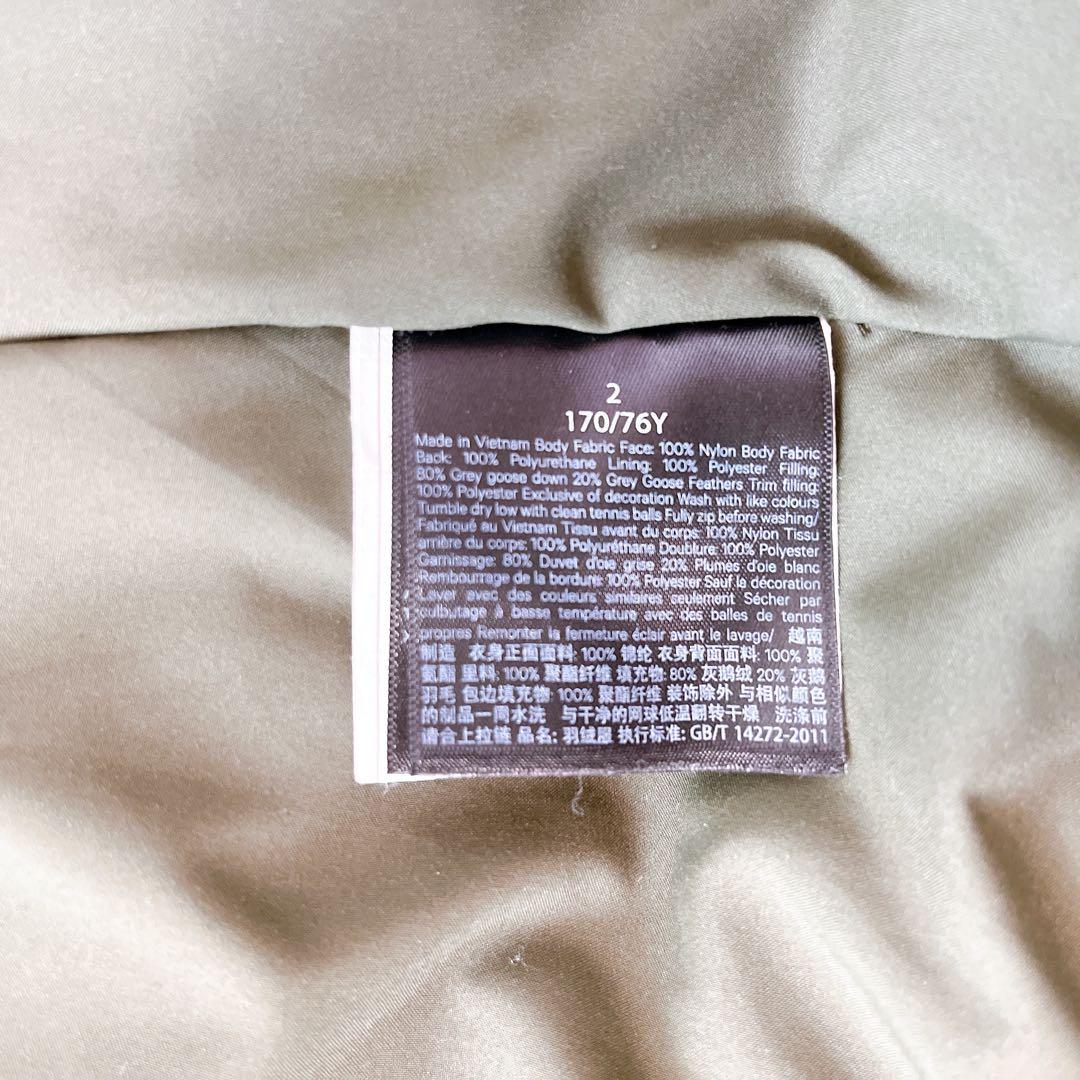 2
170/76Y
Made in Vietnam Body Fabric Face: 100% Nylon Body Fabric
Back: 100% Polyurethane Lining: 100% Polyester Filling:
80% Grey goose down 20% Grey Goose Feathers Trim filling:
100% Polyester Exclusive of decoration Wash with like colours
Tumble dry low with clean tennis balls Fully zip before washing/
Fabriqué au Vietnam Tissu avant du corps: 100% Nylon Tissu
arrière du corps: 100% Polyuréthane Doublure: 100% Polyester
Garnissage: 80% Duvet d'oie grise 20% Plumes d'oie blanc
Rembourrage de la bordure: 100% Polyester Sauf la décoration
Laver avec des couleurs similaires seulement Sécher par
culbutage à basse température avec des balles de tennis
propres Remonter la fermeture éclair avant le lavage/ 越南
制造 衣身正面面料: 100% 锦纶 衣身背面面料: 100% 聚
氨酯 里料: 100% 聚酯纤维 填充物: 80% 灰鹅绒 20% 灰鹅
羽毛 包边填充物: 100% 聚酯纤维 装饰除外 与相似颜色
的制品一同水洗 与干净的网球低温翻转干燥 洗涤前
请合上拉链 品名: 羽绒服 执行标准: GB/T 14272-2011